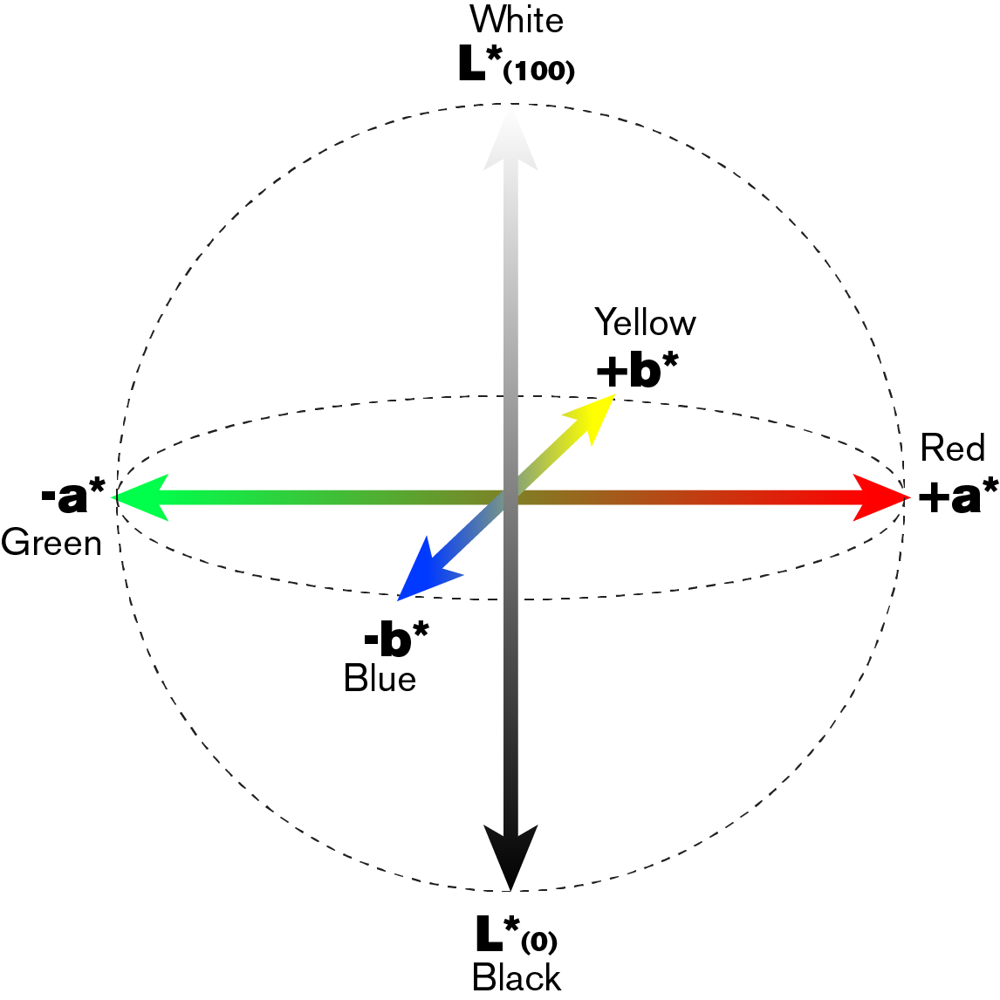 White
L*(100)
Yellow
+b*
Red
+a*
-a*
Green
-b*
Blue
L*(0)
Black